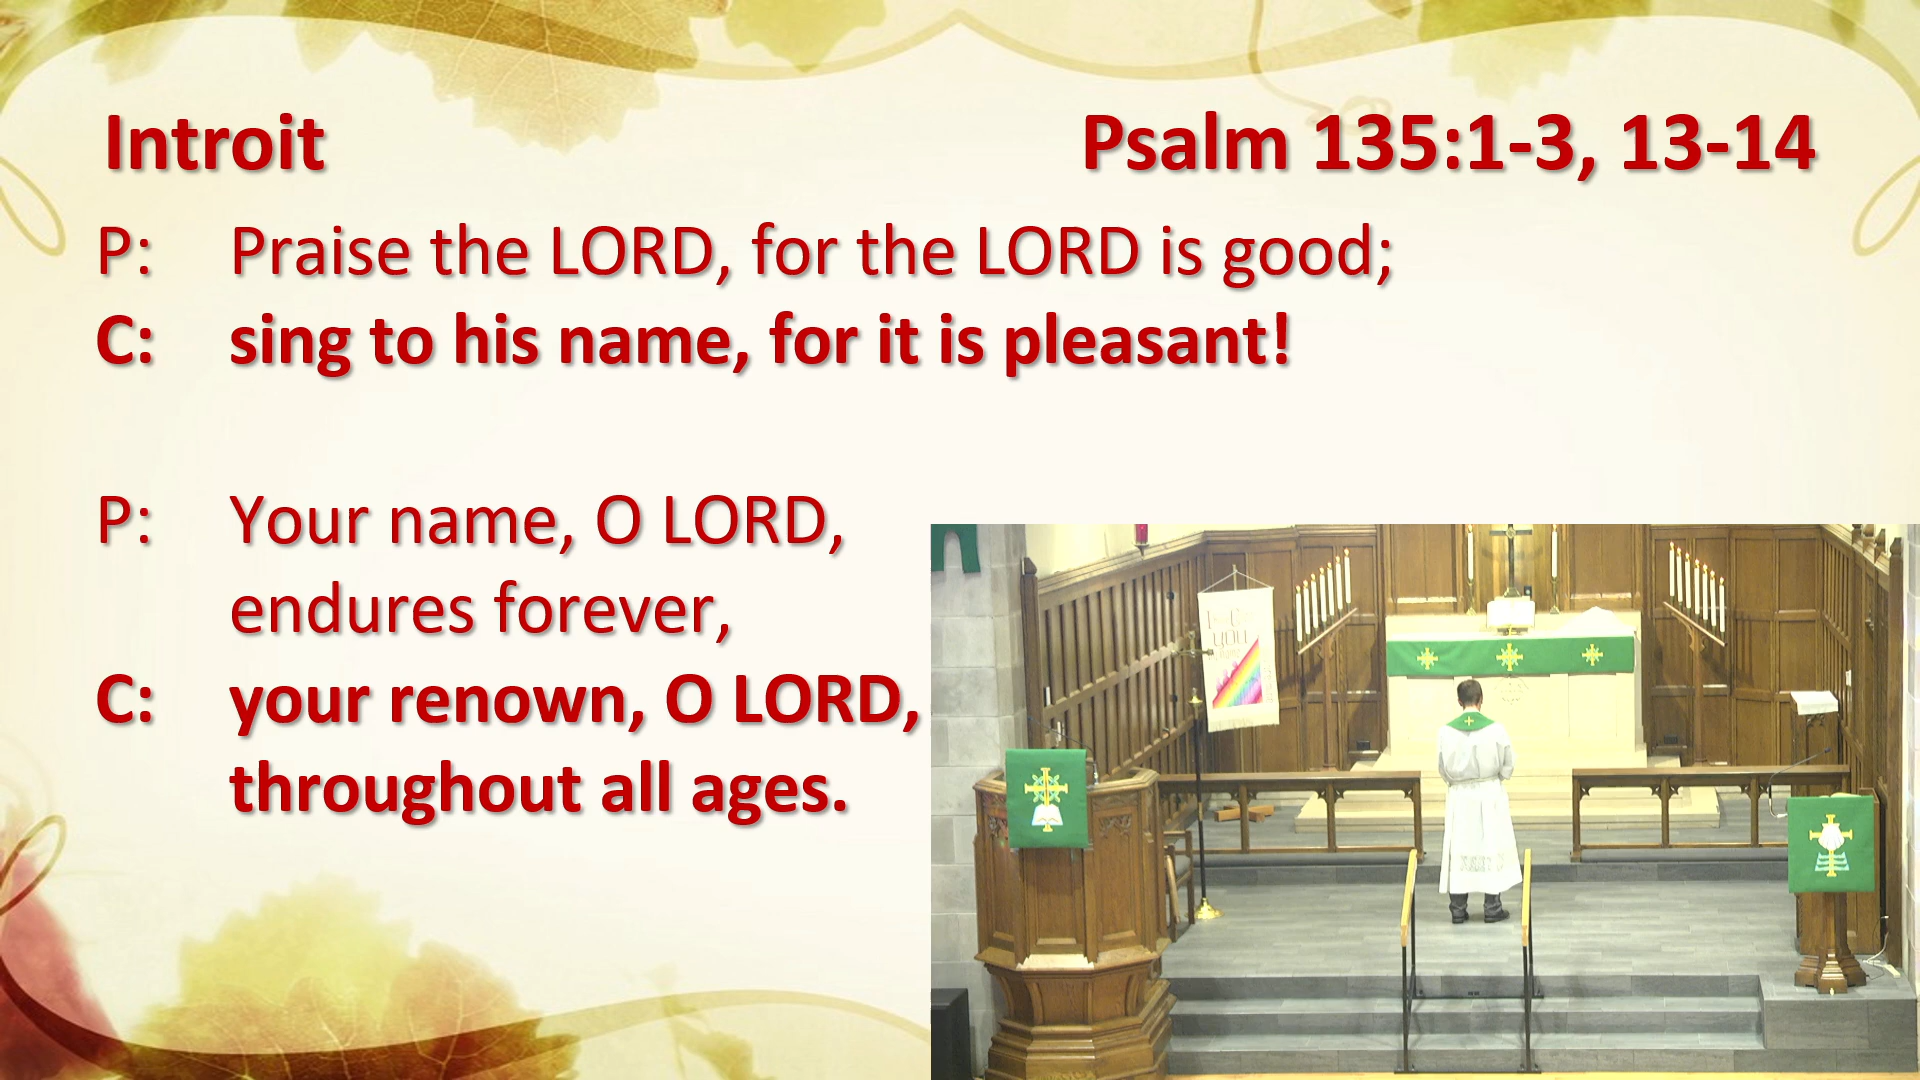 Introit Psalm 135:1-3, 13-14
P: Praise the LORD, for the LORD is good;
C: sing to his name, for it is pleasant!
P: Your name, O LORD,
endures forever,
C: your renown, O LORD,
throughout all ages.
YOU